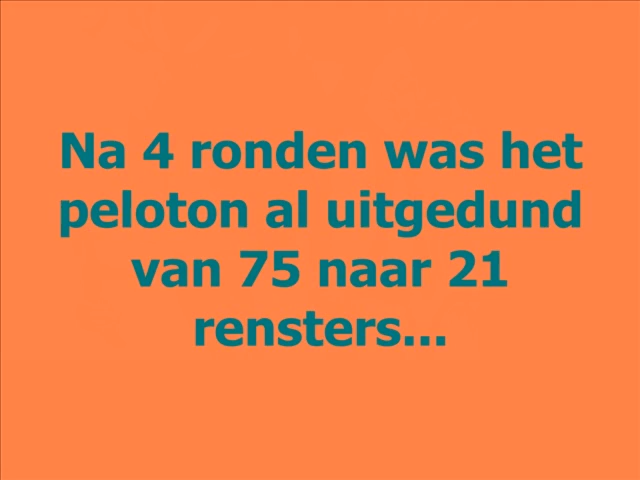 Na 4 ronden was het
peloton al uitgedund
van 75 naar 21
rensters...